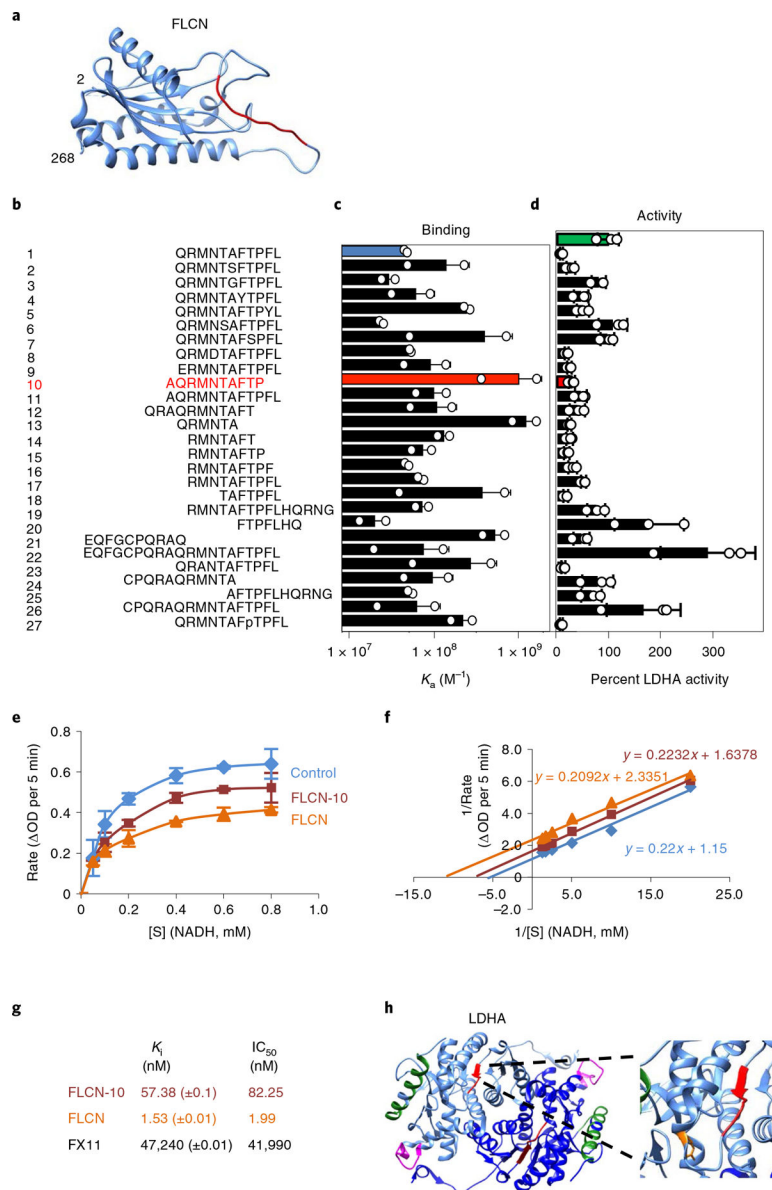 a
FLCN
2
268
b
c
d
Binding
Activity
1 QRMNTAFTPFL
2 QRMNTSFTPFL
3 QRMNTGFTPFL
4 QRMNTAYTPFL
5 QRMNTAFTPYL
6 QRMNSAFTPFL
7 QRMNTAFSPFL
8 QRMDTAFTPFL
9 ERMNTAFTPFL
10 AQRMNTAFTP
11 AQRMNTAFTPFL
12 QRAQRMNTAFT
13 QRMNTA
14 RMNTAFT
15 RMNTAFTP
16 RMNTAFTPF
17 RMNTAFTPFL
18 TAFTPFL
19 RMNTAFTPFLHQRNG
20 FTPFLHQ
21 EQFGCPQRAQ
22 EQFGCPQRAQRMNTAFTPFL
23 QRANTAFTPFL
24 CPQRAQRMNTA
25 AFTPFLHQRNG
26 CPQRAQRMNTAFTPFL
27 QRMNTAFpTPFL
1 × 10⁷ 1 × 10⁸ 1 × 10⁹
0 100 200 300
Kₐ (M⁻¹)
Percent LDHA activity
e
Rate (ΔOD per 5 min)
0.8
0.6
0.4
0.2
0
0 0.2 0.4 0.6 0.8 1.0
[S] (NADH, mM)
Control
FLCN-10
FLCN
f
1/Rate
(ΔOD per 5 min)
8.0
6.0
4.0
2.0
0
−2.0
−15.0 −5.0 5.0 15.0 25.0
1/[S] (NADH, mM)
y = 0.2232x + 1.6378
y = 0.2092x + 2.3351
y = 0.22x + 1.15
g
Kᵢ IC₅₀
(nM) (nM)
FLCN-10 57.38 (±0.1) 82.25
FLCN 1.53 (±0.01) 1.99
FX11 47,240 (±0.01) 41,990
h
LDHA